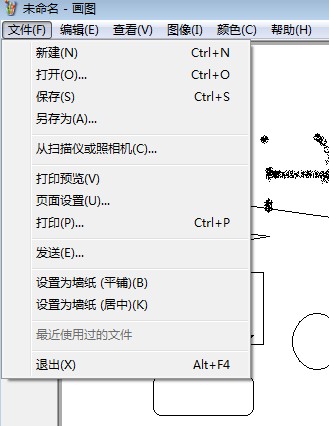 未命名 - 画图
文件(F) 编辑(E) 查看(V) 图像(I) 颜色(C) 帮助(H)
新建(N) Ctrl+N
打开(O)... Ctrl+O
保存(S) Ctrl+S
另存为(A)...
从扫描仪或照相机(C)...
打印预览(V)
页面设置(U)...
打印(P)... Ctrl+P
发送(E)...
设置为墙纸 (平铺)(B)
设置为墙纸 (居中)(K)
最近使用过的文件
退出(X) Alt+F4